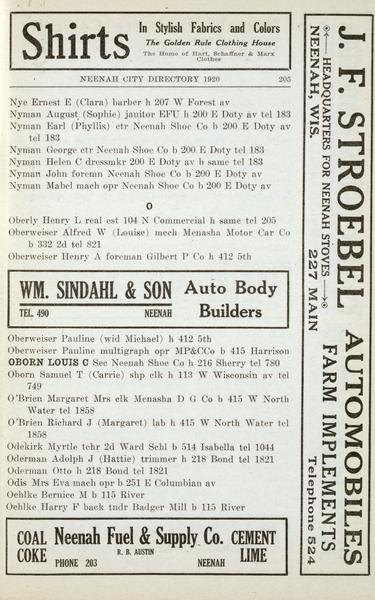 Shirts
In Stylish Fabrics and Colors
The Golden Rule Clothing House
The Home of Hart, Schaffner & Marx
Clothes
NEENAH CITY DIRECTORY 1920 205
Nye Ernest E (Clara) barber h 207 W Forest av
Nyman August (Sophie) janitor EFU h 200 E Doty av tel 183
Nyman Earl (Phyllis) etr Neenah Shoe Co b 200 E Doty av
tel 183
Nyman George ctr Neenah Shoe Co b 200 E Doty tel 183
Nyman Helen C dressmkr 200 E Doty av b same tel 183
Nyman John foremn Neenah Shoe Co b 200 E Doty av
Nyman Mabel mach opr Neenah Shoe Co b 200 E Doty av
O
Oberly Henry L real est 104 N Commercial h same tel 205
Oberweiser Alfred W (Louise) mech Menasha Motor Car Co
b 332 2d tel 821
Oberweiser Henry A foreman Gilbert P Co h 412 5th
WM. SINDAHL & SON
TEL. 490 NEENAH
Auto Body
Builders
Oberweiser Pauline (wid Michael) h 412 5th
Oberweiser Pauline multigraph opr MP&CCo b 415 Harrison
OBORN LOUIS C Sec Neenah Shoe Co h 216 Sherry tel 780
Oborn Samuel T (Carrie) shp elk h 113 W Wisconsin av tel
749
O'Brien Margaret Mrs elk Menasha D G Co b 415 W North
Water tel 1858
O'Brien Richard J (Margaret) lab h 415 W North Water tel
1858
Odekirk Myrtle tchr 2d Ward Schl b 514 Isabella tel 1044
Oderman Adolph J (Hattie) trimmer h 218 Bond tel 1821
Oderman Otto h 218 Bond tel 1821
Odis Mrs Eva mach opr b 251 E Columbian av
Oehlke Bernice M b 115 River
Oehlke Harry F back tndr Badger Mill b 115 River
COAL
COKE
Neenah Fuel & Supply Co.
R. B. AUSTIN
PHONE 203 NEENAH
CEMENT
LIME
J. F. STROEBEL AUTOMOBILES
HEADQUARTERS FOR NEENAH STOVES FARM IMPLEMENTS
NEENAH, WIS. 227 MAIN Telephone 524